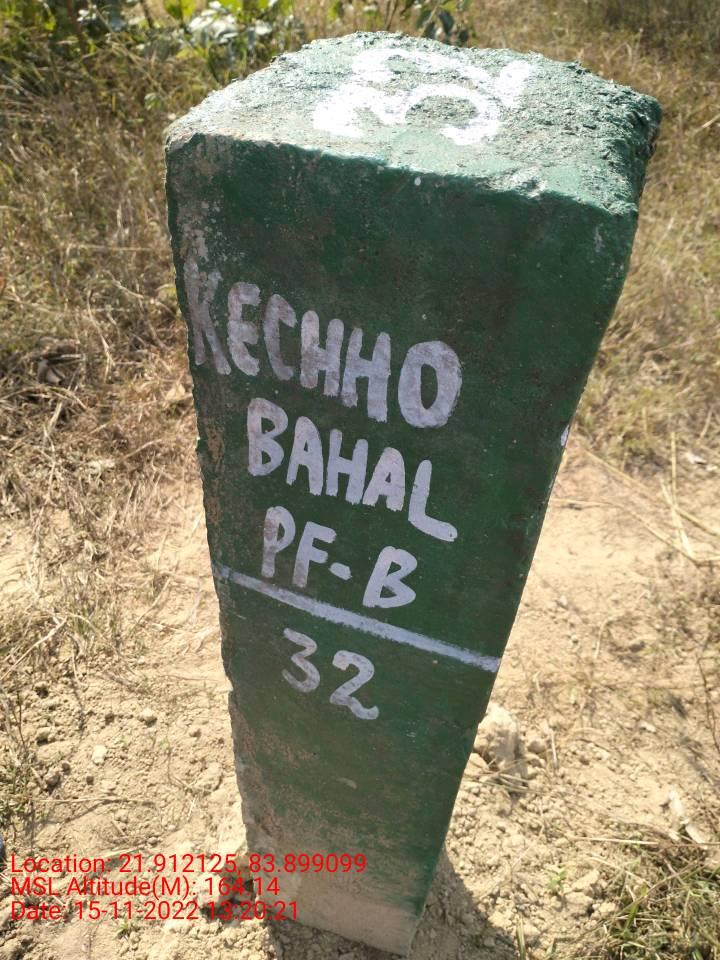 32
KECHHO
BAHAL
PF-B
32
Location: 21.912125, 83.899099
MSL Altitude(M): 164.14
Date: 15-11-2022 13:20:21